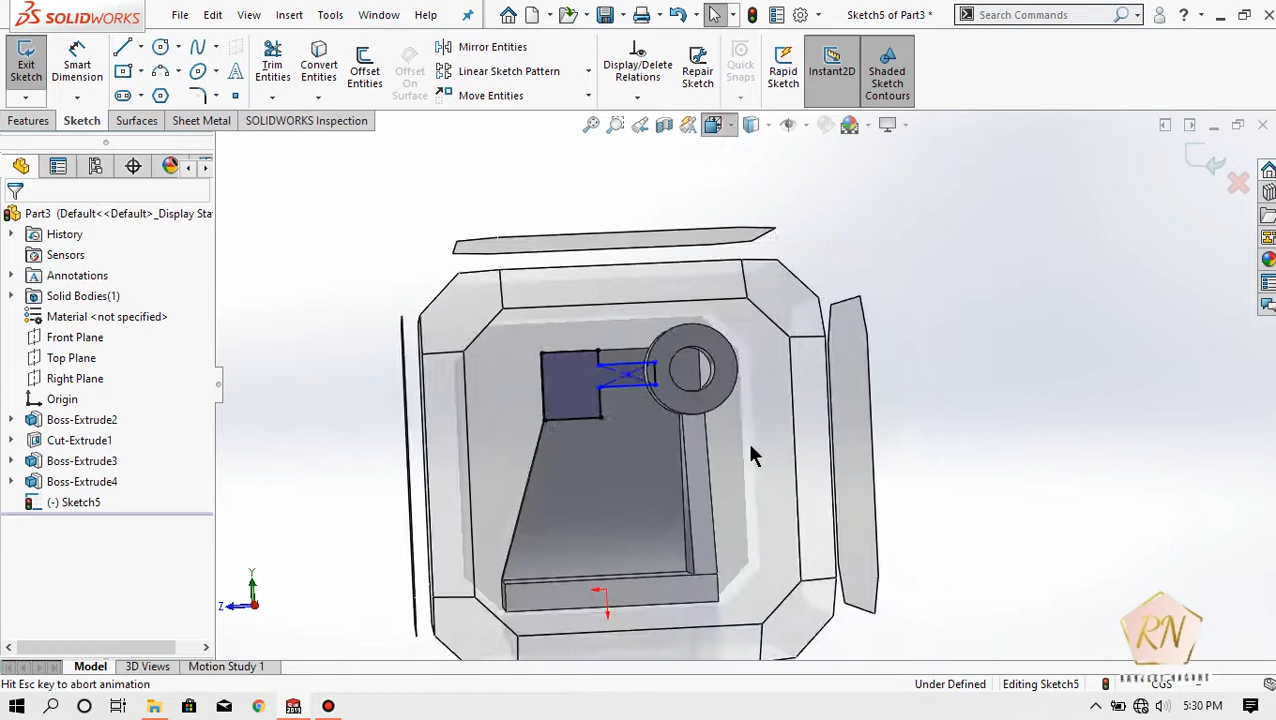 SOLIDWORKS
File Edit View Insert Tools Window Help
Sketch5 of Part3 *
Search Commands
Exit Sketch
Smart Dimension
Trim Entities
Convert Entities
Offset Entities
Offset On Surface
Mirror Entities
Linear Sketch Pattern
Move Entities
Display/Delete Relations
Repair Sketch
Quick Snaps
Rapid Sketch
Instant2D
Shaded Sketch Contours
Features Sketch Surfaces Sheet Metal SOLIDWORKS Inspection
Part3 (Default<<Default>_Display Sta
History
Sensors
Annotations
Solid Bodies(1)
Material <not specified>
Front Plane
Top Plane
Right Plane
Origin
Boss-Extrude2
Cut-Extrude1
Boss-Extrude3
Boss-Extrude4
(-) Sketch5
Y
Z
RN
Model 3D Views Motion Study 1
Hit Esc key to abort animation
Under Defined Editing Sketch5 CGS
5:30 PM